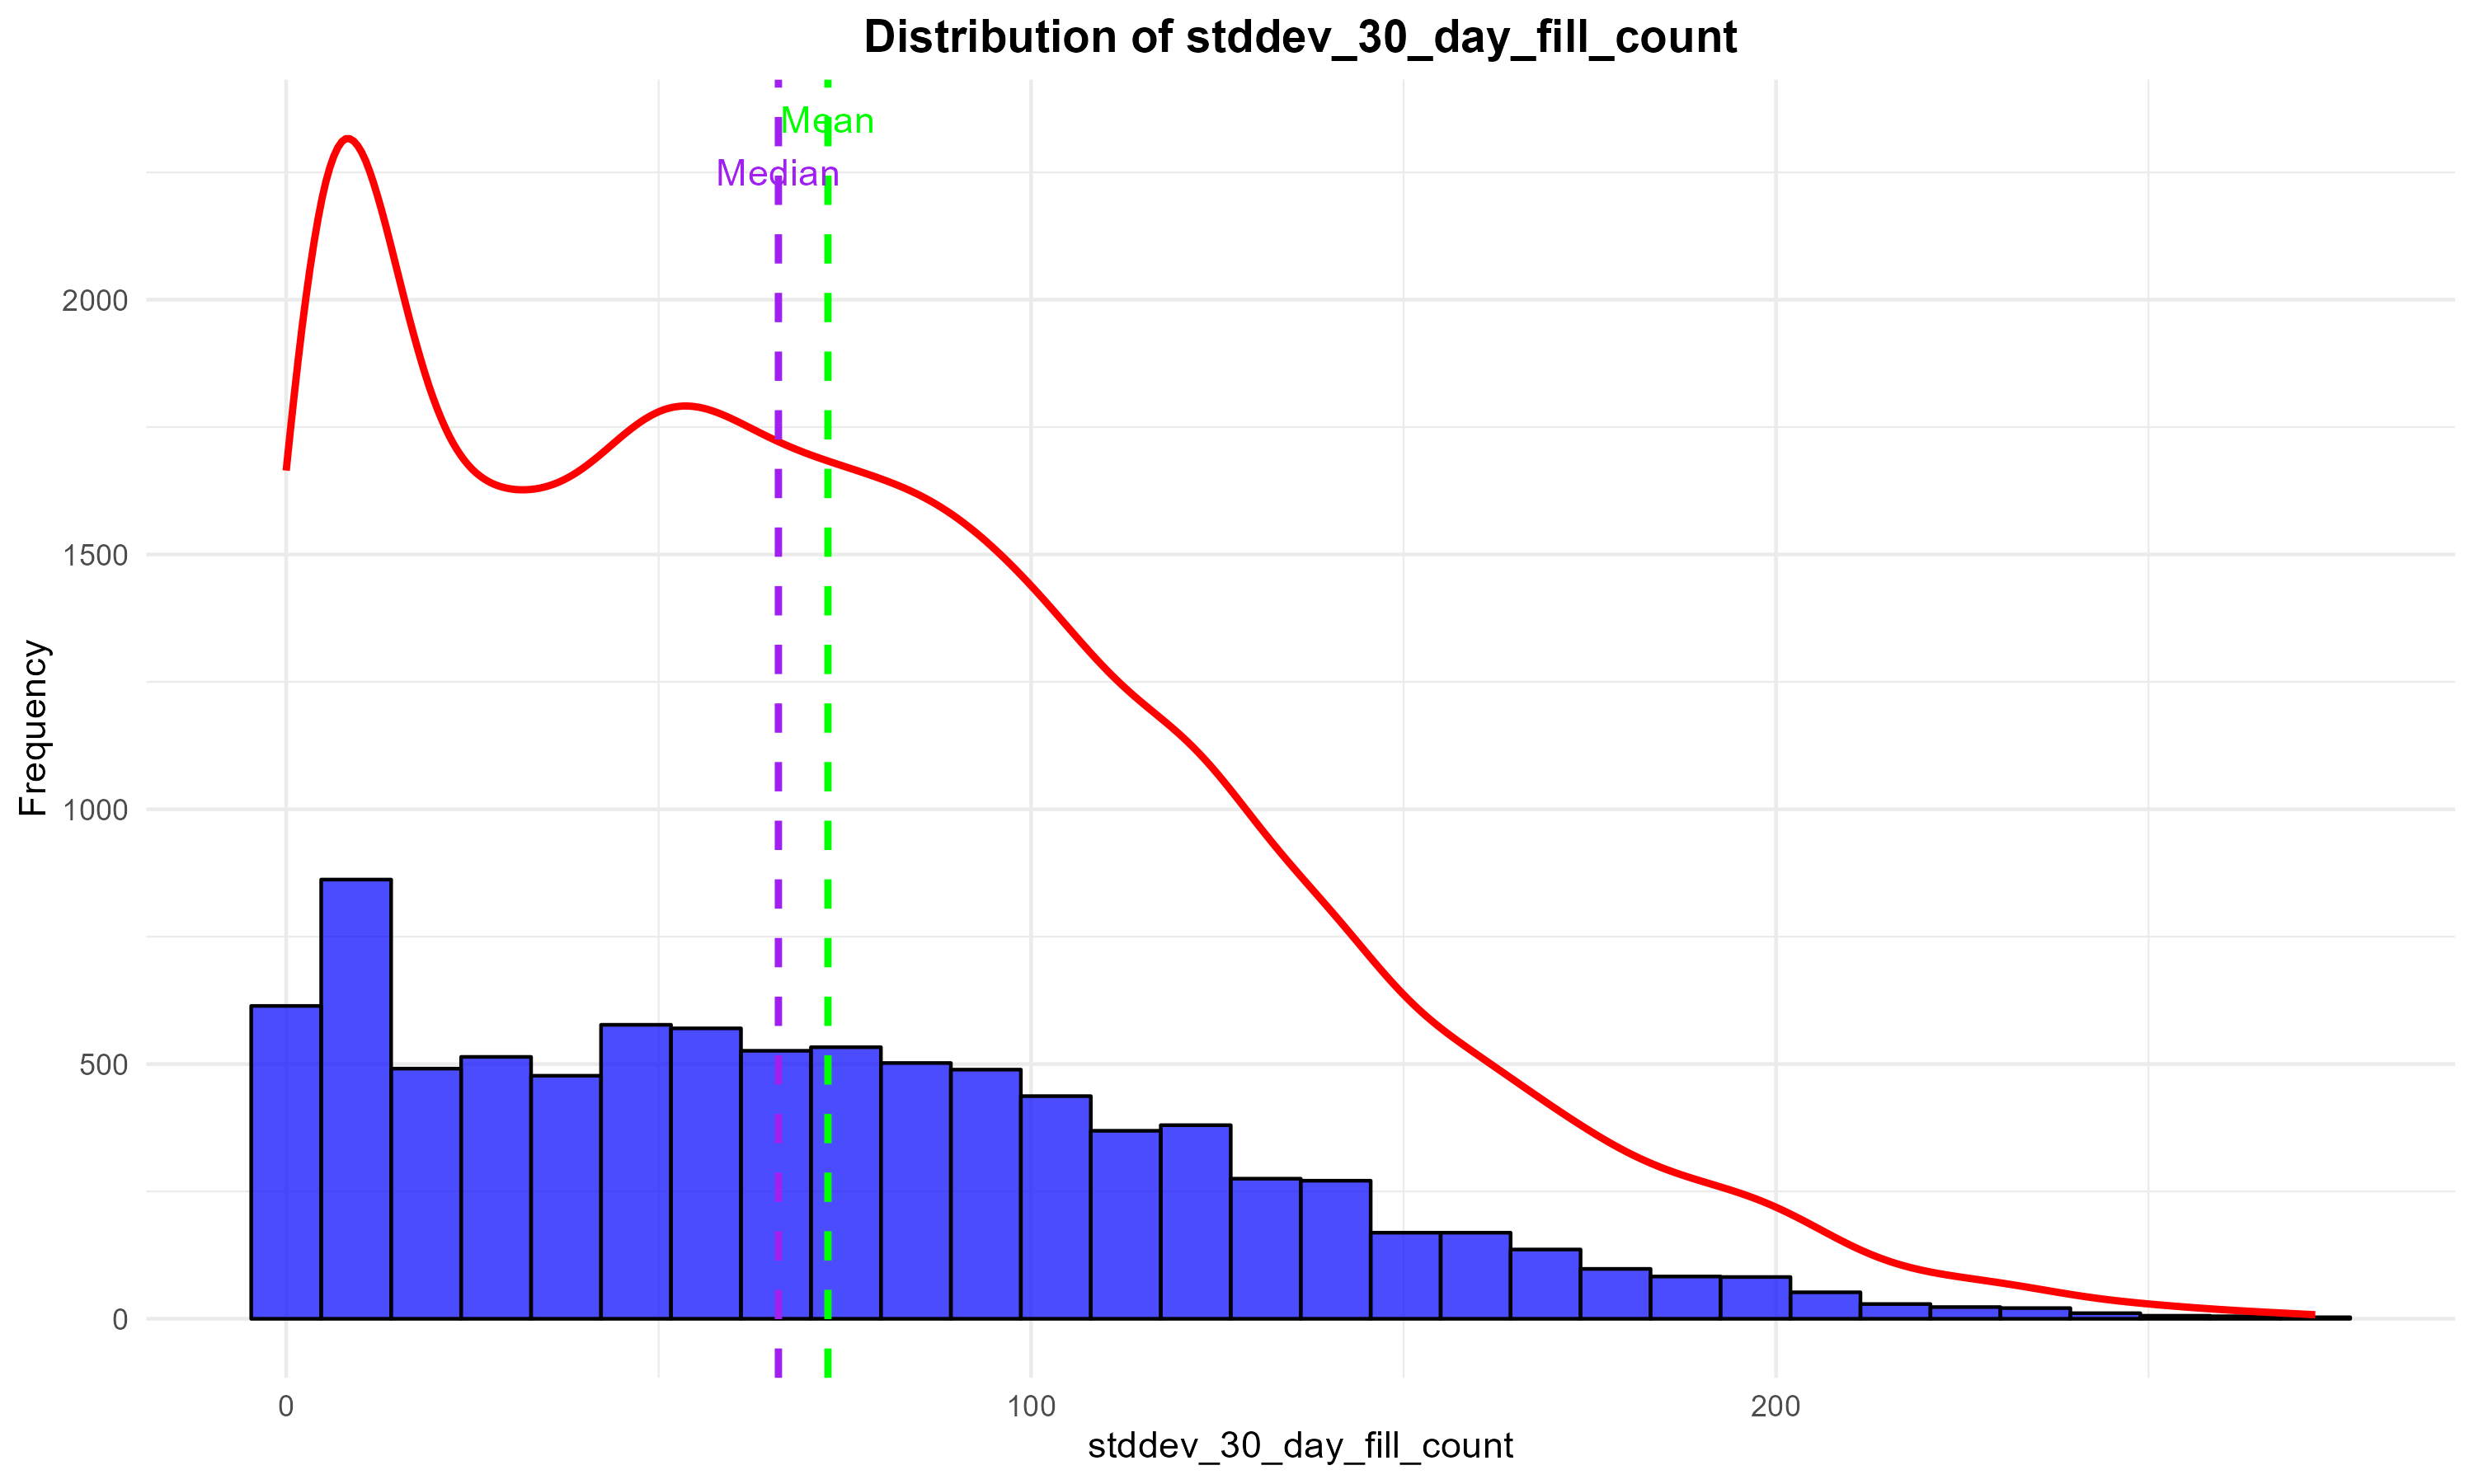 Distribution of stddev_30_day_fill_count
Mean
Median
2000
1500
1000
500
0
Frequency
0 100 200
stddev_30_day_fill_count